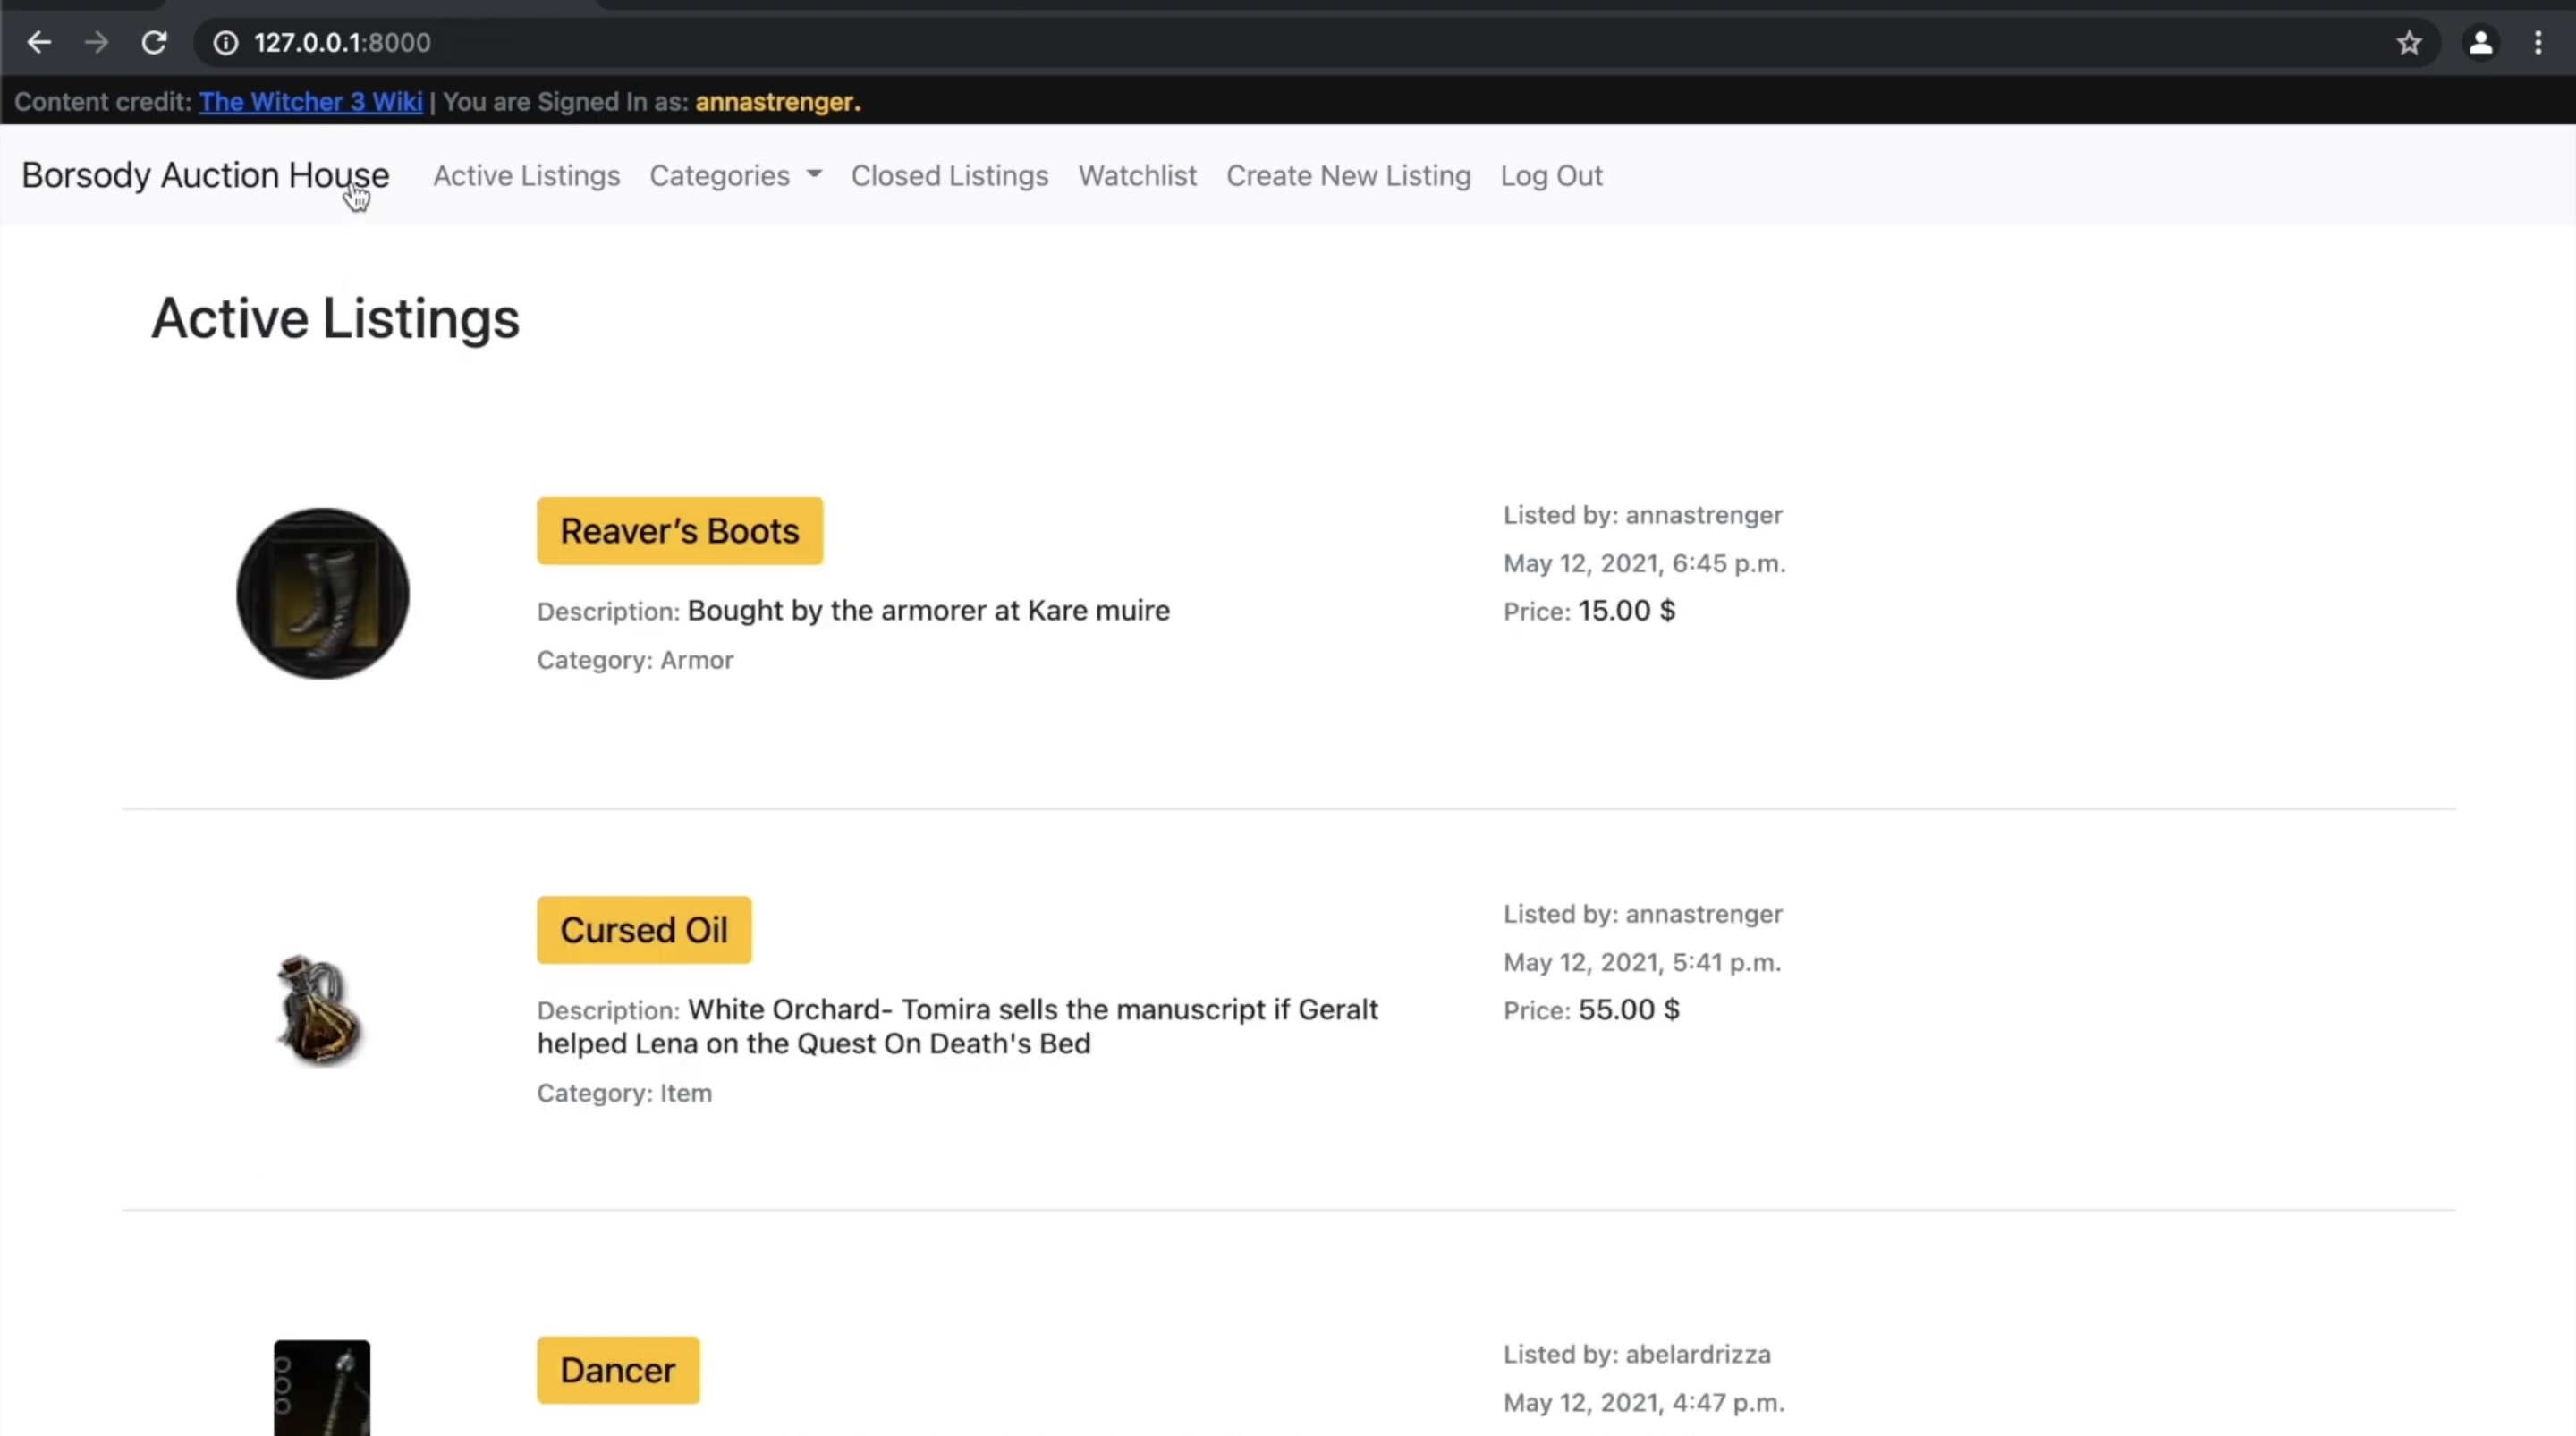 127.0.0.1:8000
Content credit: The Witcher 3 Wiki | You are Signed In as: annastrenger.
Borsody Auction House Active Listings Categories Closed Listings Watchlist Create New Listing Log Out
Active Listings
Reaver’s Boots
Description: Bought by the armorer at Kare muire
Category: Armor
Listed by: annastrenger
May 12, 2021, 6:45 p.m.
Price: 15.00 $
Cursed Oil
Description: White Orchard- Tomira sells the manuscript if Geralt
helped Lena on the Quest On Death's Bed
Category: Item
Listed by: annastrenger
May 12, 2021, 5:41 p.m.
Price: 55.00 $
Dancer
Listed by: abelardrizza
May 12, 2021, 4:47 p.m.